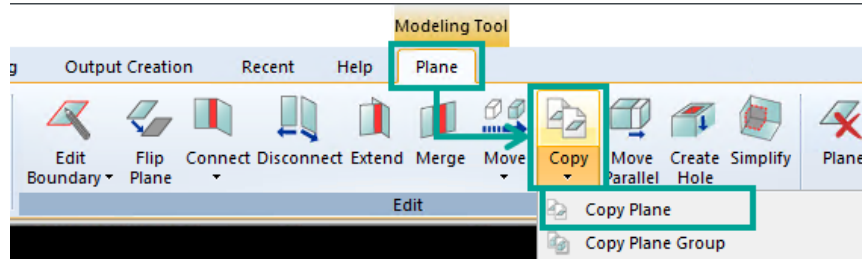 Modeling Tool
g Output Creation Recent Help Plane
Edit Boundary Flip Plane Connect Disconnect Extend Merge Move Copy Move Parallel Create Hole Simplify Plane
Edit
Copy Plane
Copy Plane Group